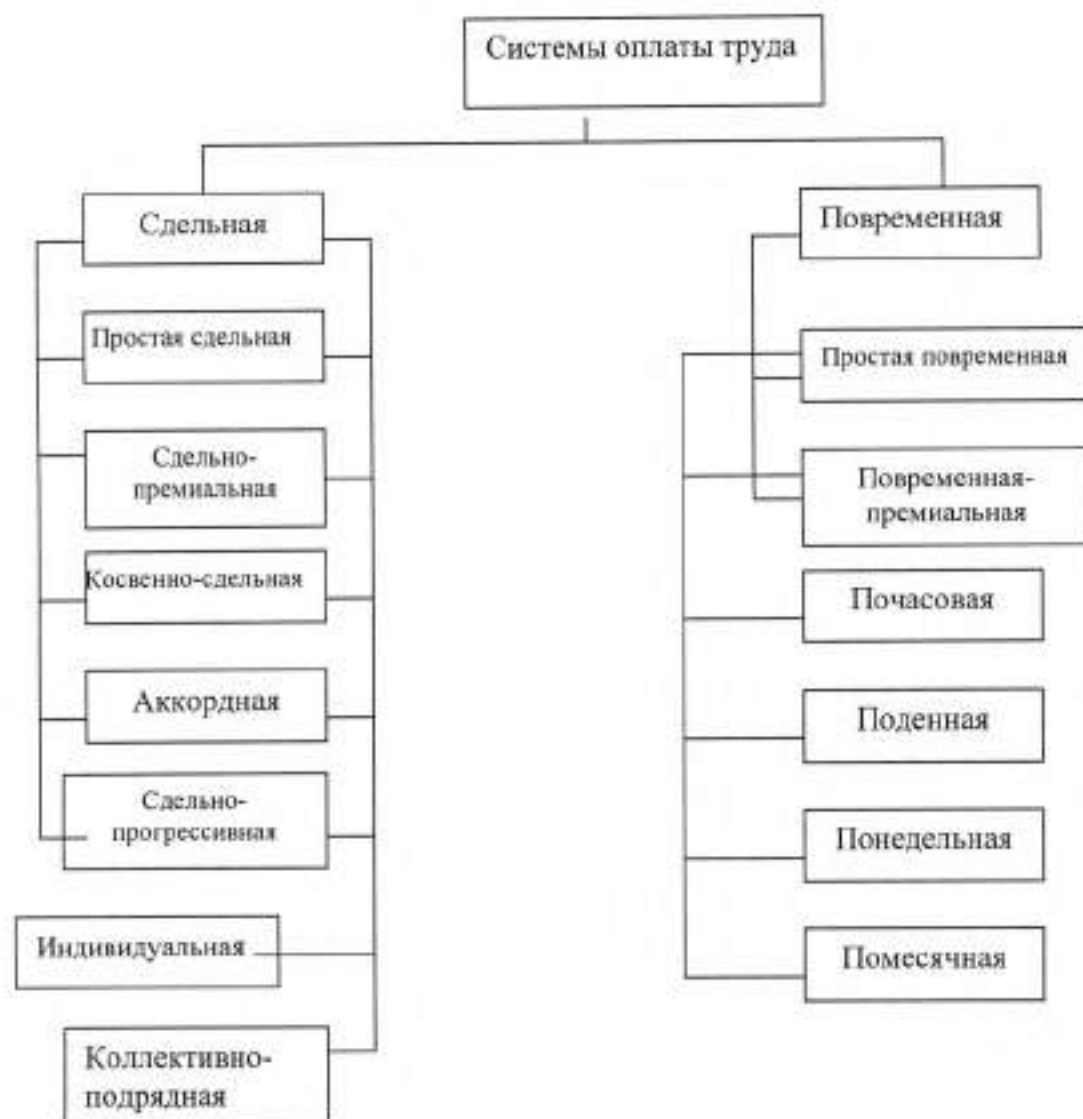 Системы оплаты труда
Сдельная
Простая сдельная
Сдельно-
премиальная
Косвенно-сдельная
Аккордная
Сдельно-
прогрессивная
Индивидуальная
Коллективно-
подрядная
Повременная
Простая повременная
Повременная-
премиальная
Почасовая
Поденная
Понедельная
Помесячная